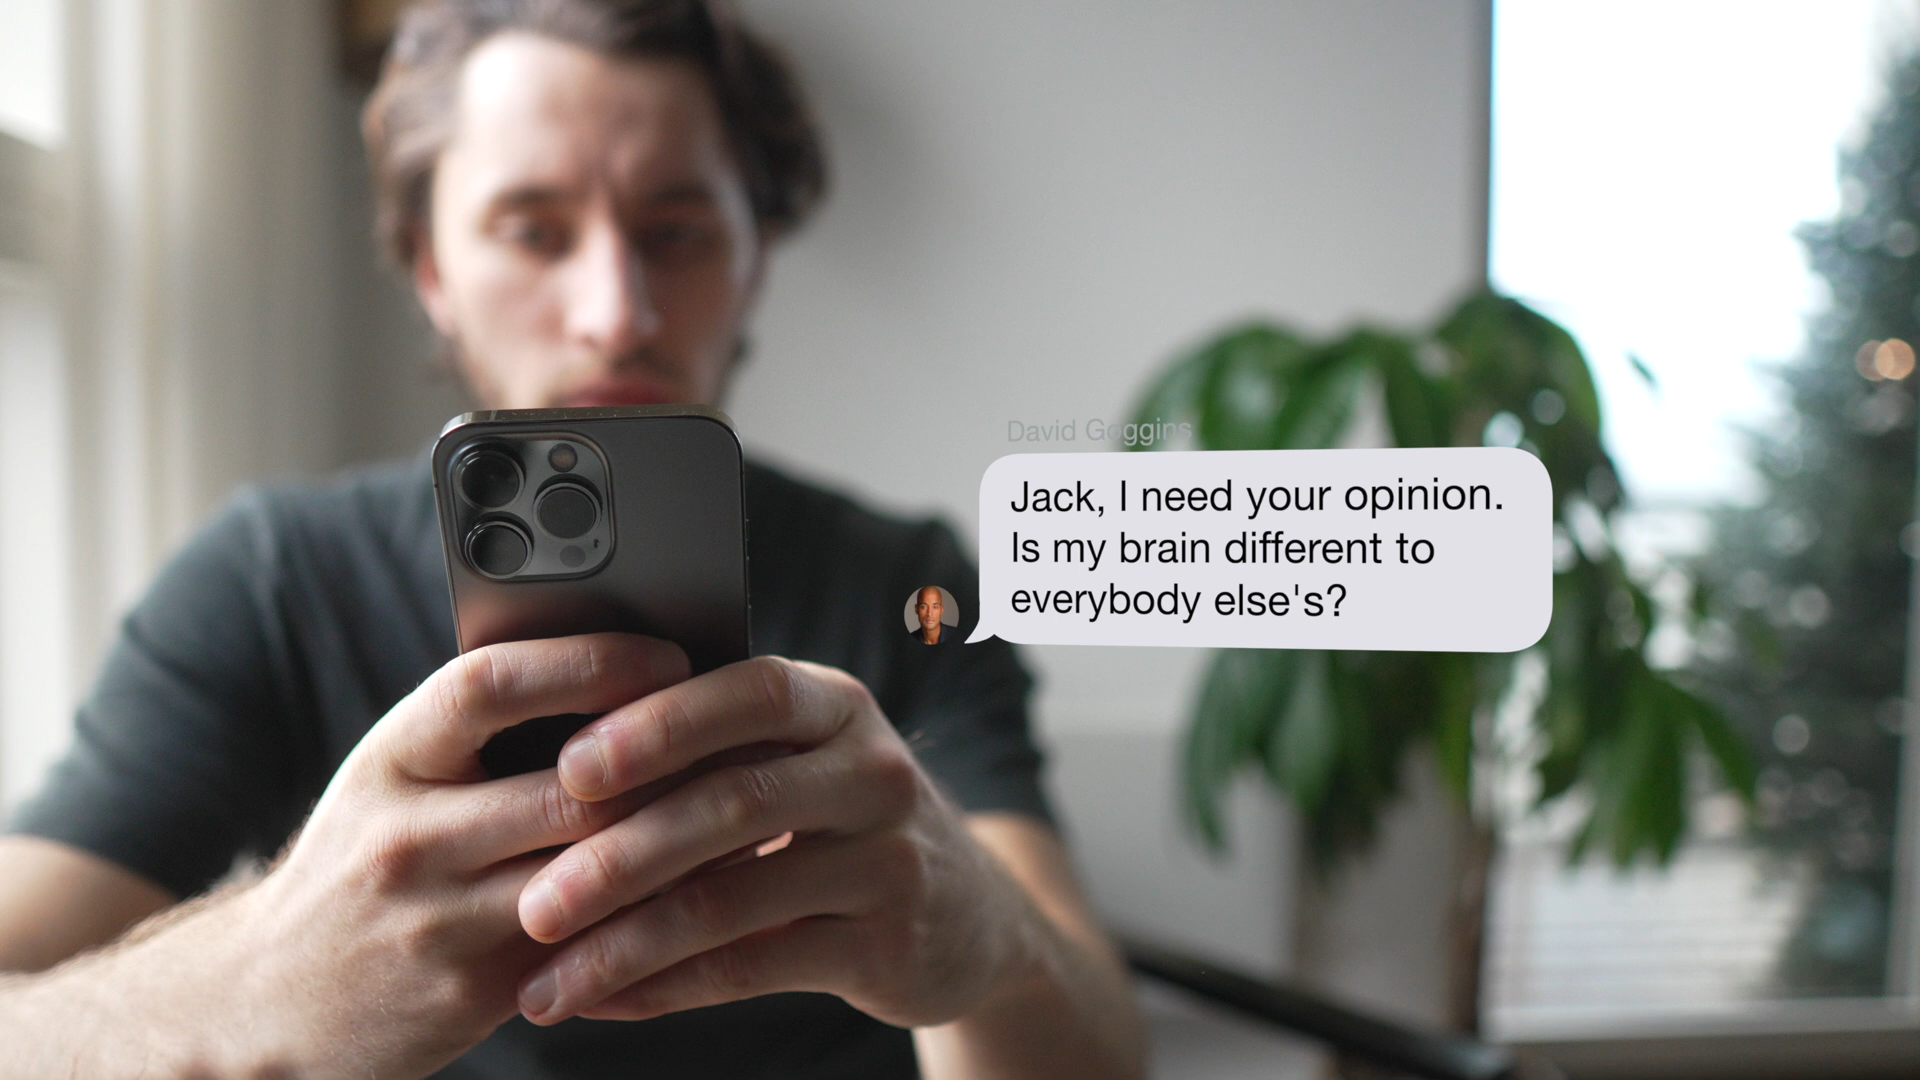 David Goggins
Jack, I need your opinion.
Is my brain different to
everybody else's?